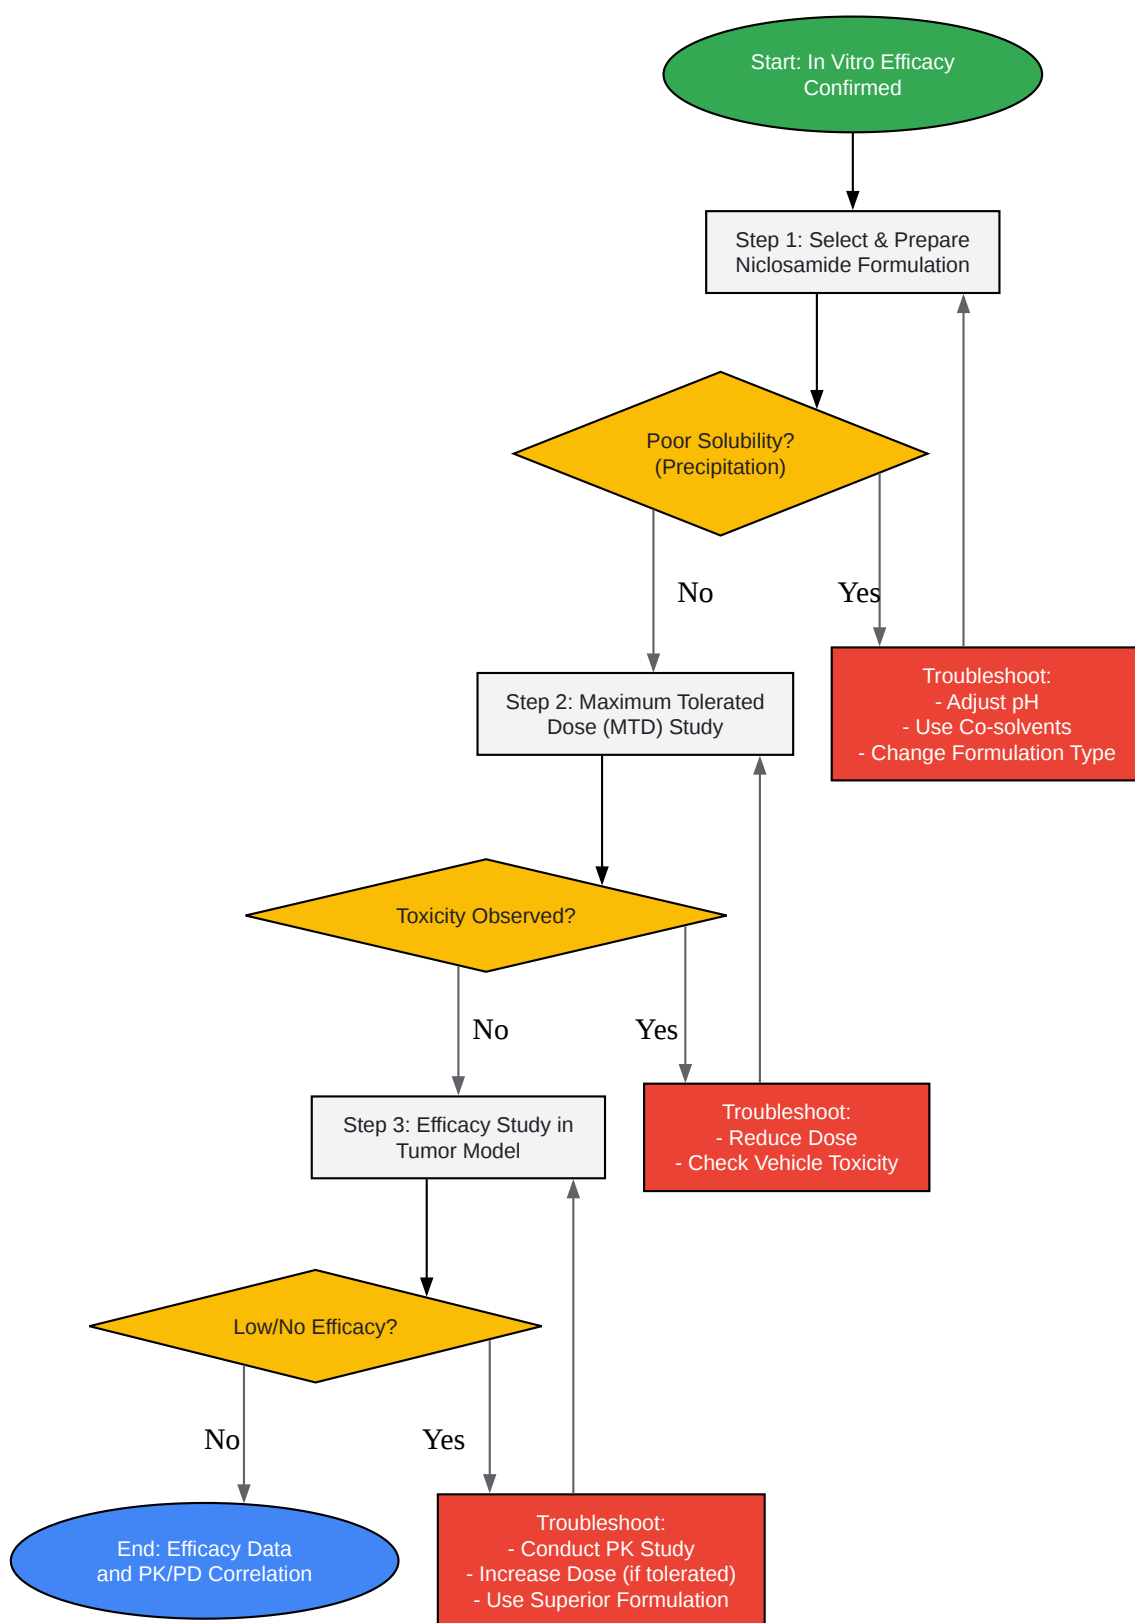 Start: In Vitro Efficacy
Confirmed
Step 1: Select & Prepare
Niclosamide Formulation
Poor Solubility?
(Precipitation)
No
Yes
Troubleshoot:
- Adjust pH
- Use Co-solvents
- Change Formulation Type
Step 2: Maximum Tolerated
Dose (MTD) Study
Toxicity Observed?
No
Yes
Troubleshoot:
- Reduce Dose
- Check Vehicle Toxicity
Step 3: Efficacy Study in
Tumor Model
Low/No Efficacy?
No
Yes
Troubleshoot:
- Conduct PK Study
- Increase Dose (if tolerated)
- Use Superior Formulation
End: Efficacy Data
and PK/PD Correlation